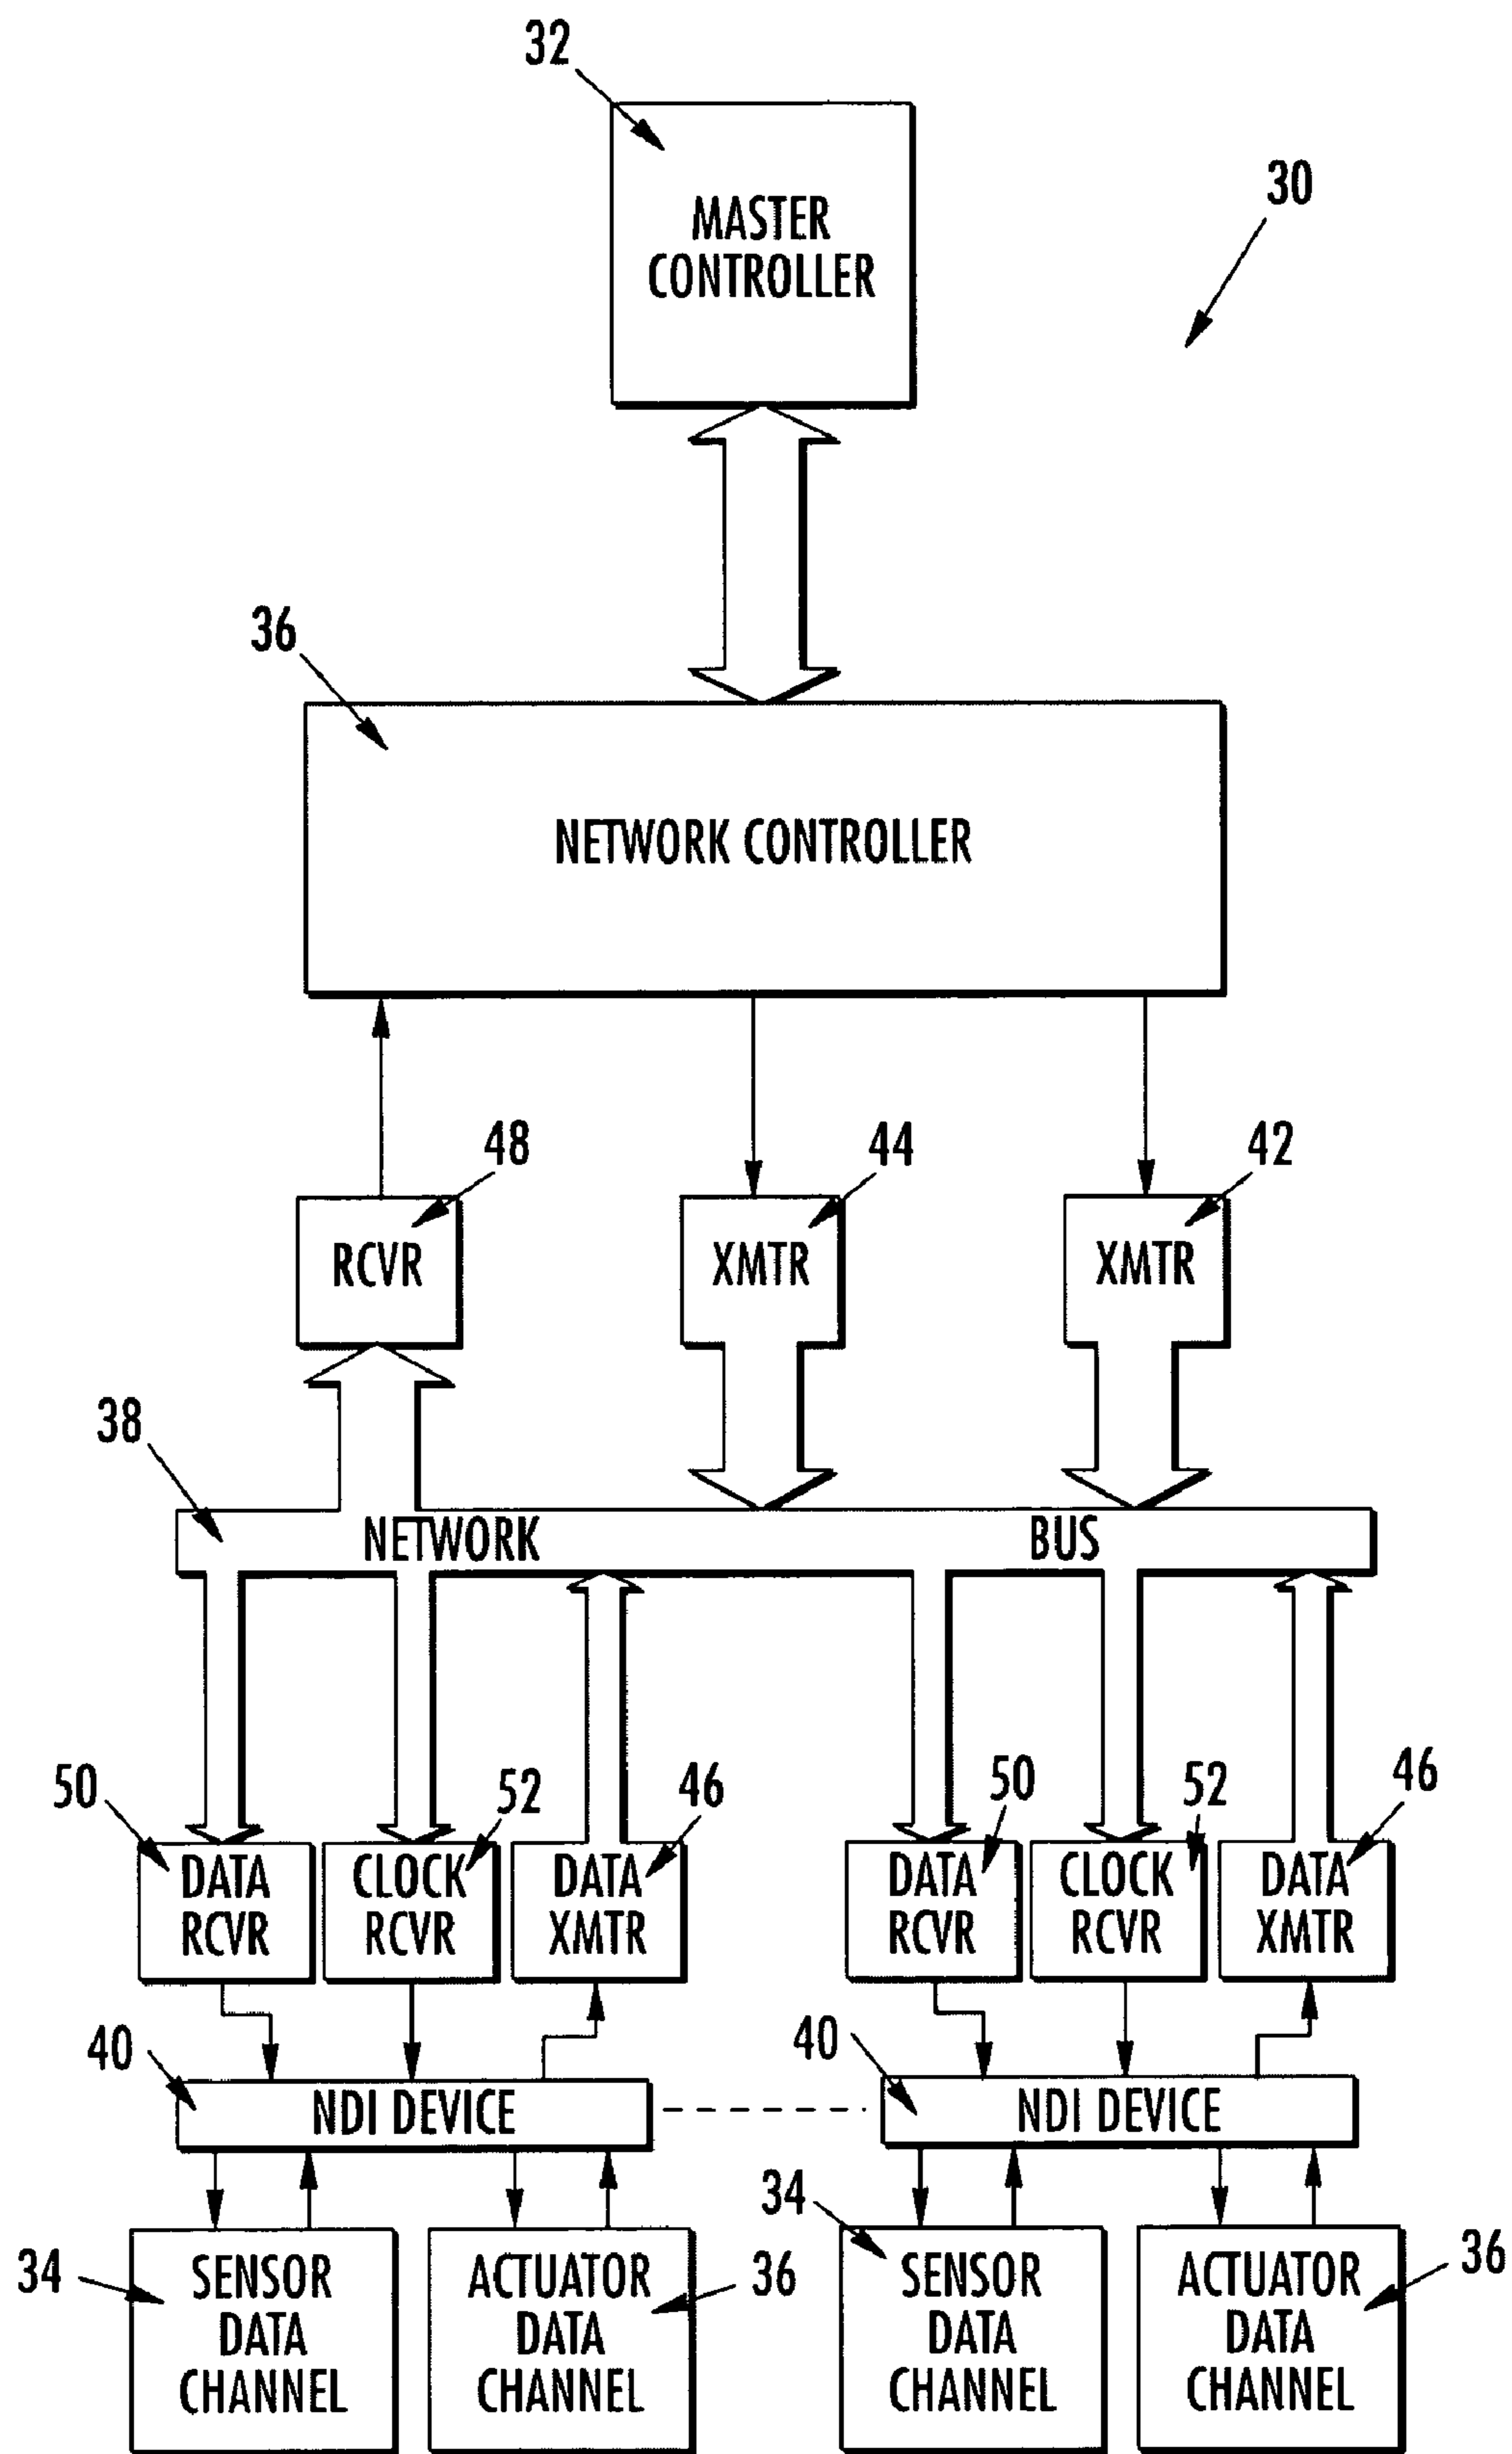 32
30
MASTER
CONTROLLER
36
NETWORK CONTROLLER
48
44
42
RCVR
XMTR
XMTR
38
NETWORK BUS
50
52
46
50
52
46
DATA
RCVR
CLOCK
RCVR
DATA
XMTR
DATA
RCVR
CLOCK
RCVR
DATA
XMTR
40
NDI DEVICE
40
NDI DEVICE
34
SENSOR
DATA
CHANNEL
ACTUATOR
DATA
CHANNEL
36
34
SENSOR
DATA
CHANNEL
ACTUATOR
DATA
CHANNEL
36